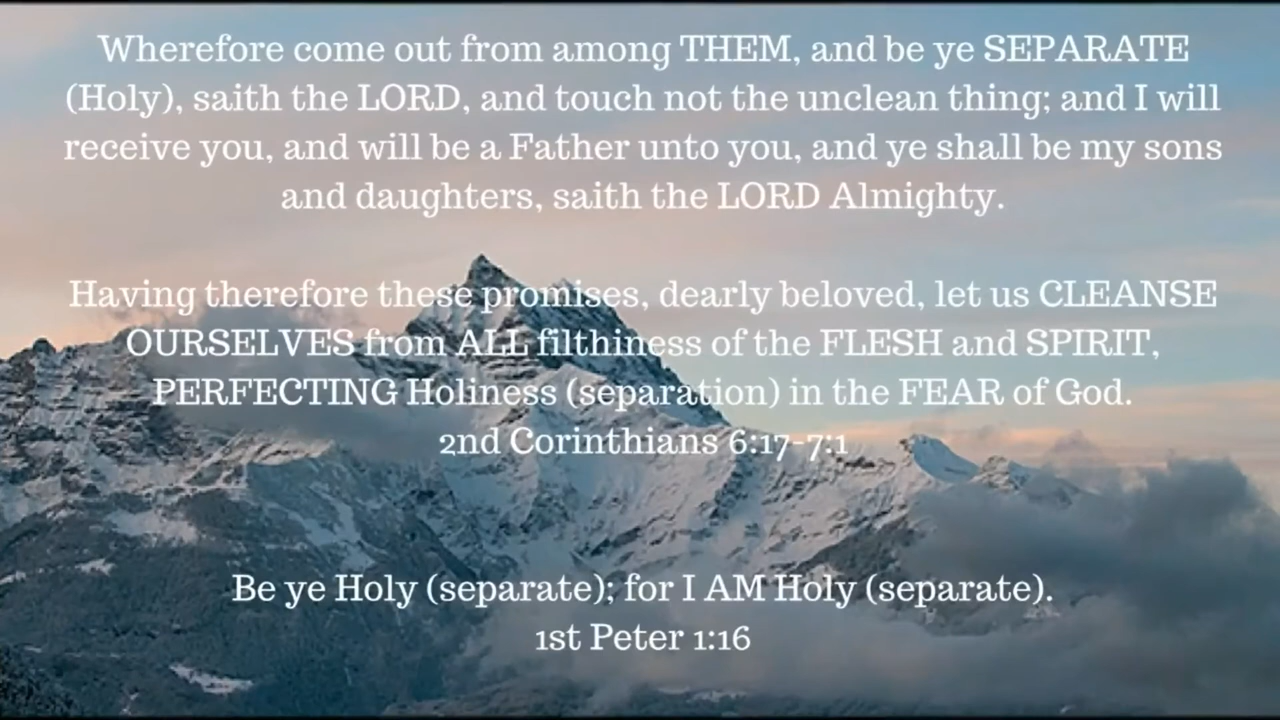 Wherefore come out from among THEM, and be ye SEPARATE
(Holy), saith the LORD, and touch not the unclean thing; and I will
receive you, and will be a Father unto you, and ye shall be my sons
and daughters, saith the LORD Almighty.
Having therefore these promises, dearly beloved, let us CLEANSE
OURSELVES from ALL filthiness of the FLESH and SPIRIT,
PERFECTING Holiness (separation) in the FEAR of God.
2nd Corinthians 6:17-7:1
Be ye Holy (separate); for I AM Holy (separate).
1st Peter 1:16